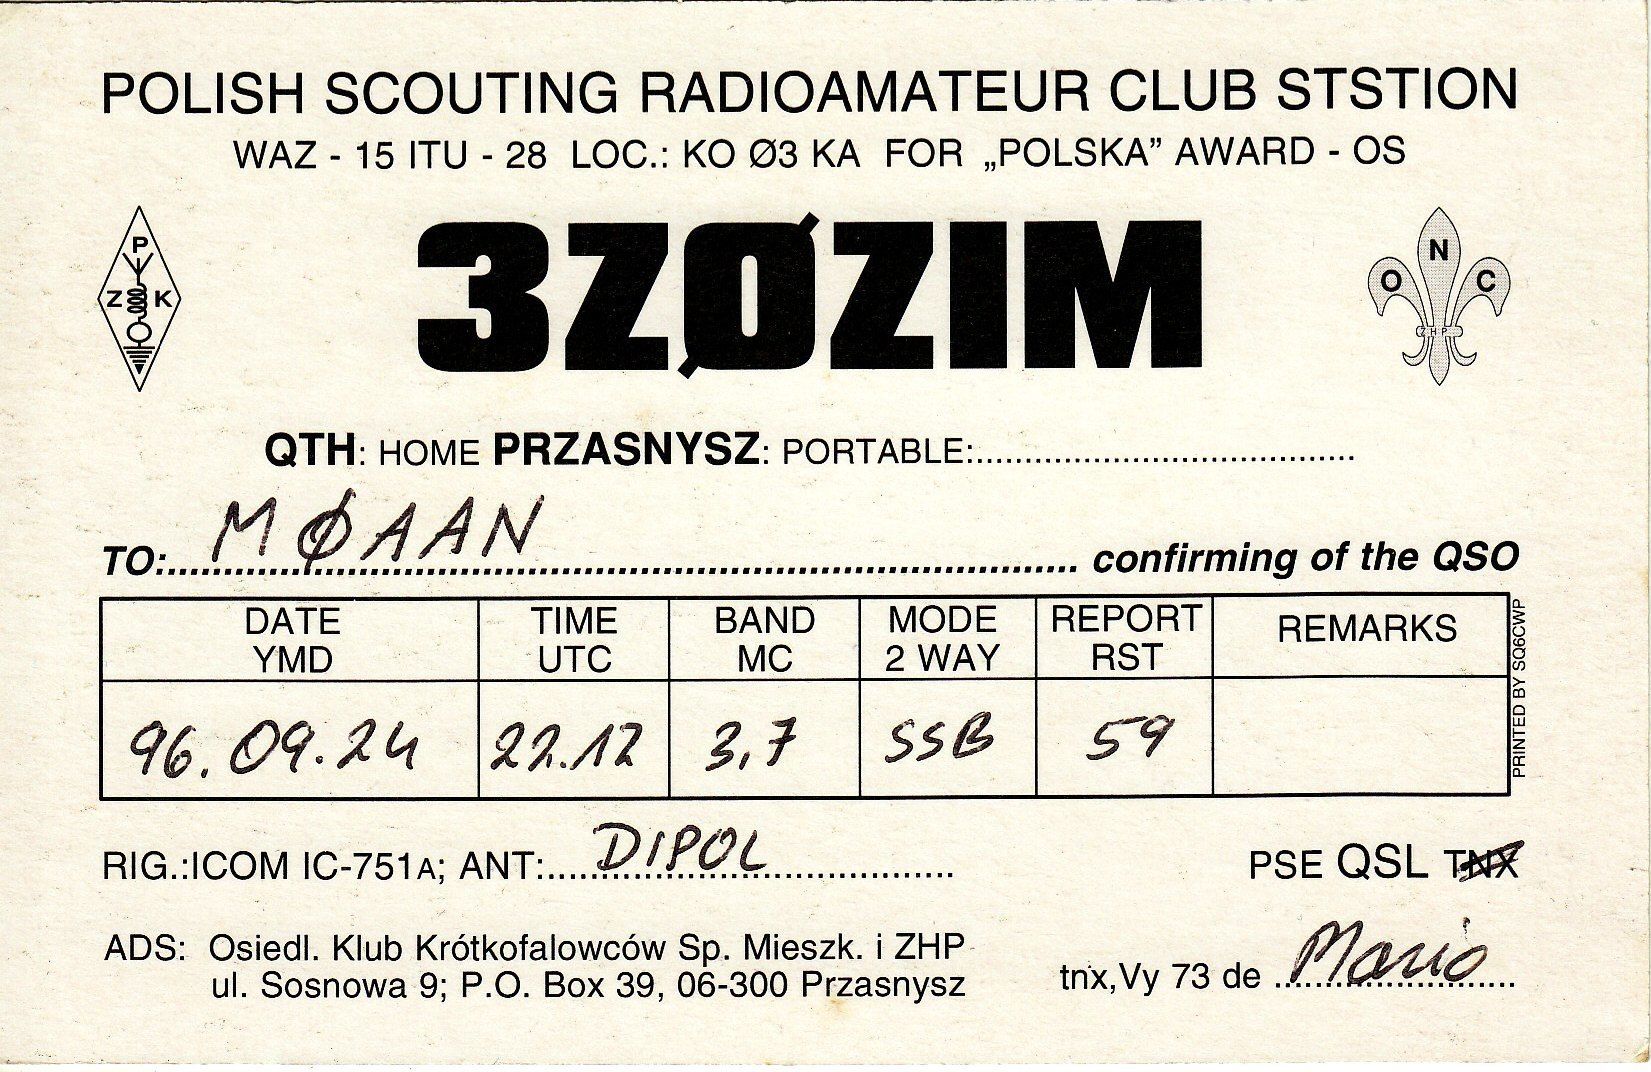 POLISH SCOUTING RADIOAMATEUR CLUB STSTION
WAZ - 15 ITU - 28 LOC.: KO Ø3 KA FOR „POLSKA” AWARD - OS
P
Z K
3ZØZIM
N
O C
ZHP
QTH: HOME PRZASNYSZ: PORTABLE:......................................
TO:.......MØAAN....... confirming of the QSO
DATE YMD TIME UTC BAND MC MODE 2 WAY REPORT RST REMARKS
96.09.24 22.12 3,7 SSB 59
PRINTED BY SQ6CWP
RIG.:ICOM IC-751A; ANT:.....DIPOL..... PSE QSL TNX
ADS: Osiedl. Klub Krótkofalowców Sp. Mieszk. i ZHP
ul. Sosnowa 9; P.O. Box 39, 06-300 Przasnysz
tnx,Vy 73 de ...Mario...